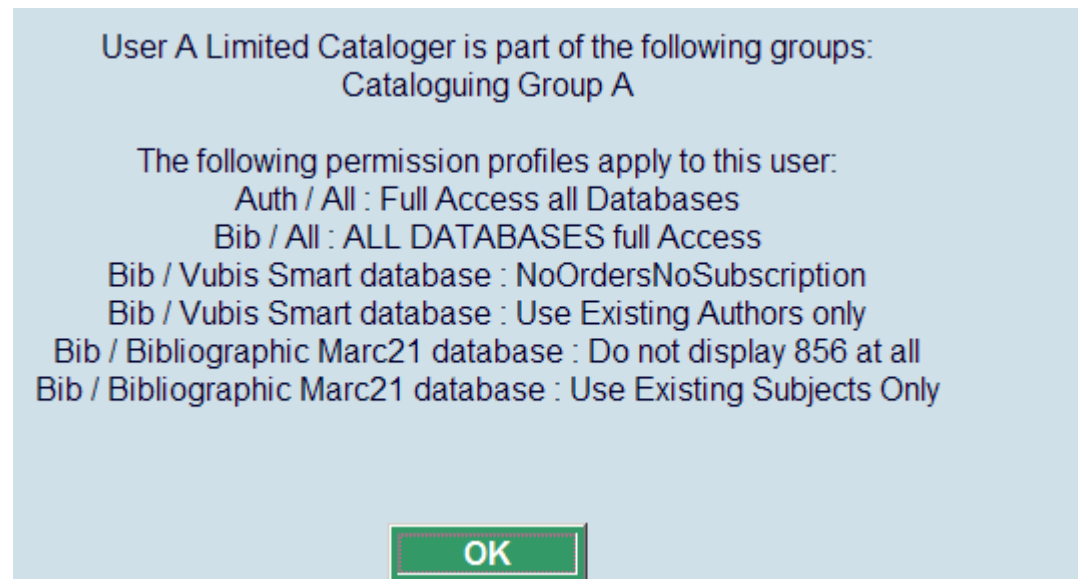 User A Limited Cataloger is part of the following groups:
Cataloguing Group A
The following permission profiles apply to this user:
Auth / All : Full Access all Databases
Bib / All : ALL DATABASES full Access
Bib / Vubis Smart database : NoOrdersNoSubscription
Bib / Vubis Smart database : Use Existing Authors only
Bib / Bibliographic Marc21 database : Do not display 856 at all
Bib / Bibliographic Marc21 database : Use Existing Subjects Only
OK